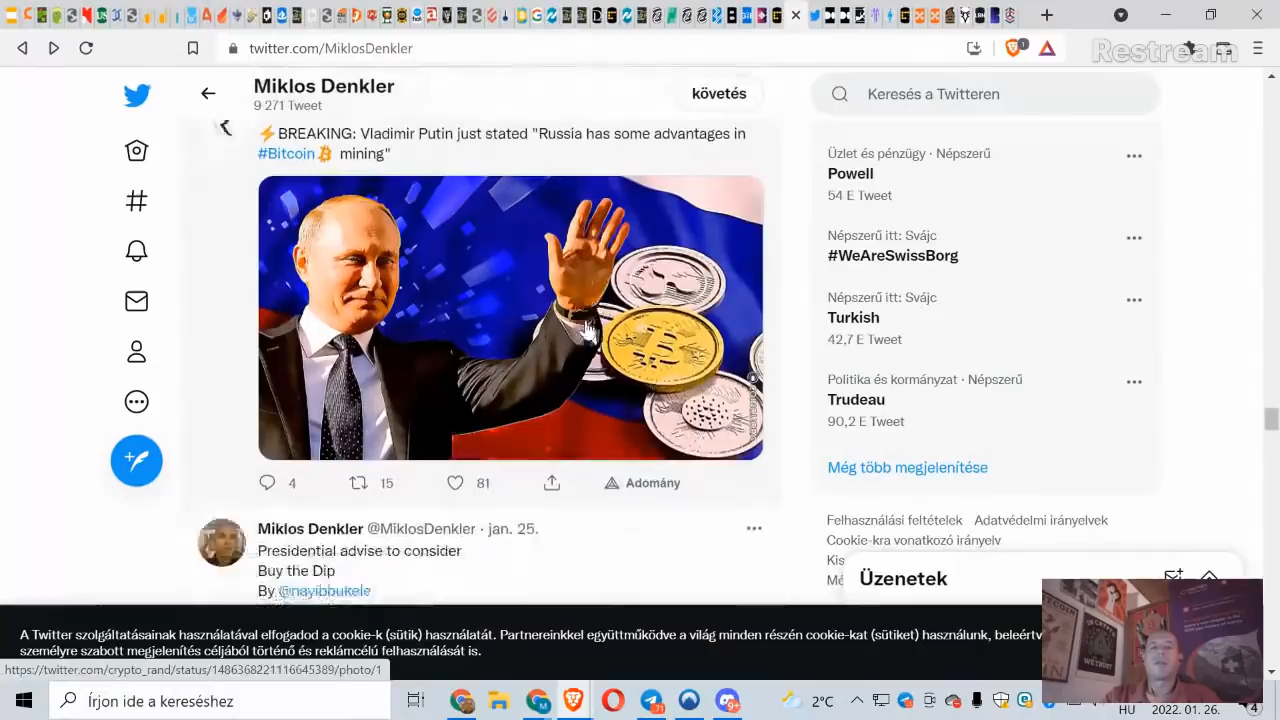 twitter.com/MiklosDenkler
Restream
Miklos Denkler
9 271 Tweet
követés
Keresés a Twitteren
⚡BREAKING: Vladimir Putin just stated "Russia has some advantages in
#Bitcoin mining"
4
15
81
Adomány
Miklos Denkler @MiklosDenkler · jan. 25.
Presidential advise to consider
Buy the Dip
By @nayibbukele
Üzlet és pénzügy · Népszerű
Powell
54 E Tweet
Népszerű itt: Svájc
#WeAreSwissBorg
Népszerű itt: Svájc
Turkish
42,7 E Tweet
Politika és kormányzat · Népszerű
Trudeau
90,2 E Tweet
Még több megjelenítése
Felhasználási feltételek Adatvédelmi irányelvek
Cookie-kra vonatkozó irányelv
Üzenetek
A Twitter szolgáltatásainak használatával elfogadod a cookie-k (sütik) használatát. Partnereinkkel együttműködve a világ minden részén cookie-kat (sütiket) használunk, beleértv
személyre szabott megjelenítés céljából történő és reklámcélú felhasználását is.
https://twitter.com/crypto_rand/status/1486368221116645389/photo/1
Írjon ide a kereséshez
2°C
HU
2022. 01. 26.